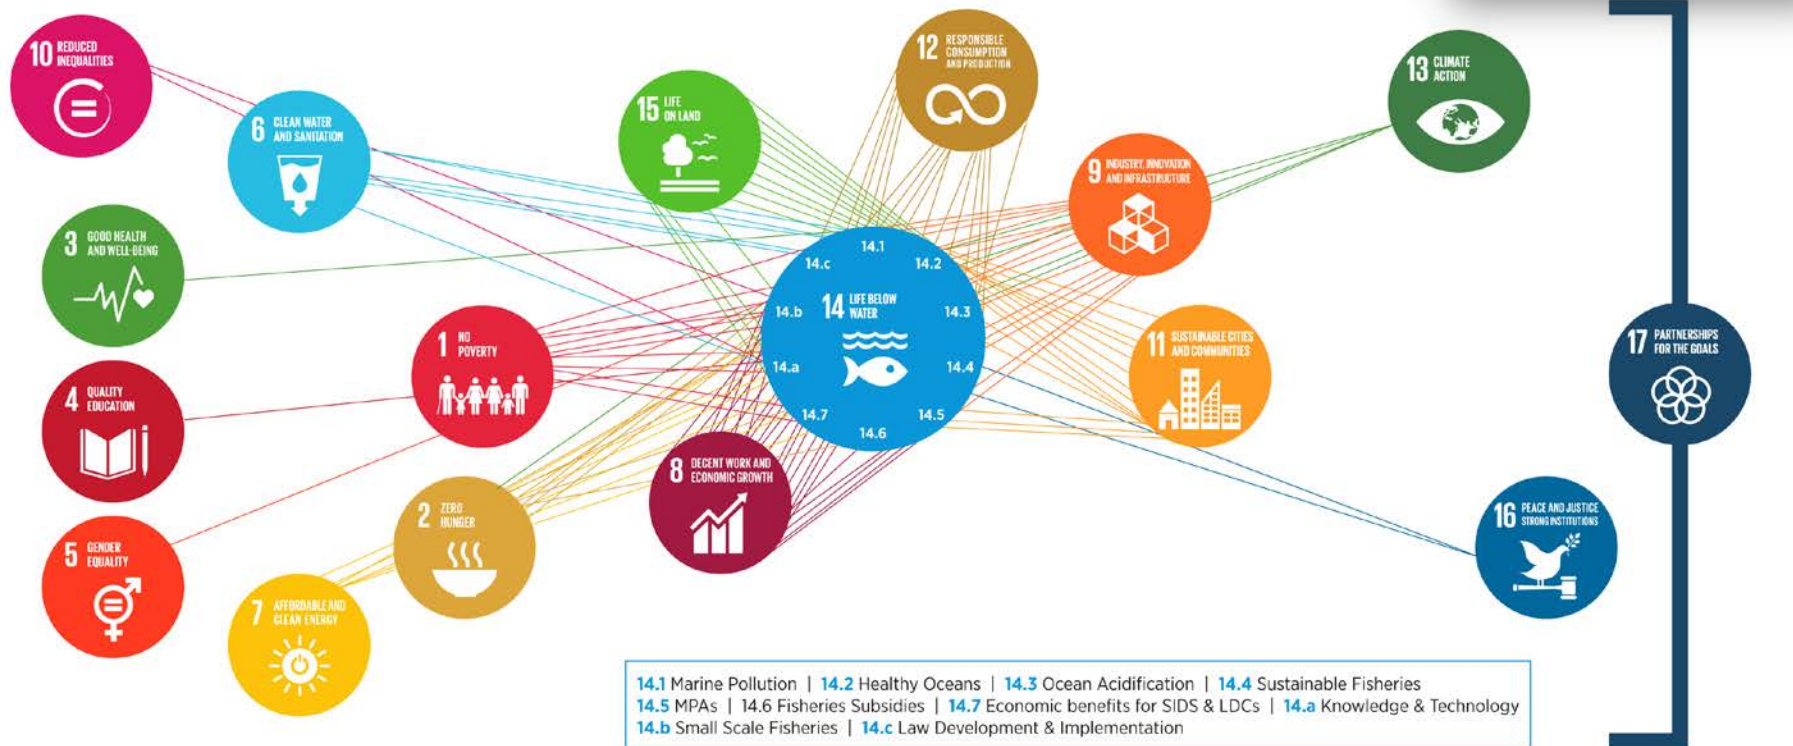 10 REDUCED
INEQUALITIES
6 CLEAN WATER
AND SANITATION
15 LIFE
ON LAND
12 RESPONSIBLE
CONSUMPTION
AND PRODUCTION
13 CLIMATE
ACTION
9 INDUSTRY, INNOVATION
AND INFRASTRUCTURE
3 GOOD HEALTH
AND WELL-BEING
14.1
14.c
14.2
14.b
14 LIFE BELOW
WATER
14.3
14.a
14.4
14.7
14.5
14.6
1 NO
POVERTY
11 SUSTAINABLE CITIES
AND COMMUNITIES
17 PARTNERSHIPS
FOR THE GOALS
4 QUALITY
EDUCATION
8 DECENT WORK AND
ECONOMIC GROWTH
2 ZERO
HUNGER
16 PEACE AND JUSTICE
STRONG INSTITUTIONS
5 GENDER
EQUALITY
7 AFFORDABLE AND
CLEAN ENERGY
14.1 Marine Pollution | 14.2 Healthy Oceans | 14.3 Ocean Acidification | 14.4 Sustainable Fisheries
14.5 MPAs | 14.6 Fisheries Subsidies | 14.7 Economic benefits for SIDS & LDCs | 14.a Knowledge & Technology
14.b Small Scale Fisheries | 14.c Law Development & Implementation